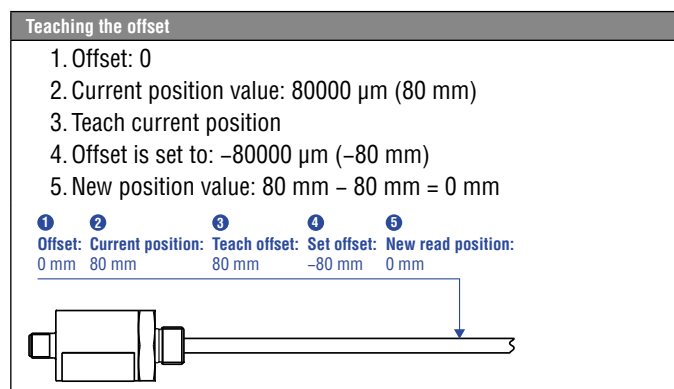 Teaching the offset
1. Offset: 0
2. Current position value: 80000 µm (80 mm)
3. Teach current position
4. Offset is set to: −80000 µm (−80 mm)
5. New position value: 80 mm − 80 mm = 0 mm
1 2 3 4 5
Offset: Current position: Teach offset: Set offset: New read position:
0 mm 80 mm 80 mm −80 mm 0 mm